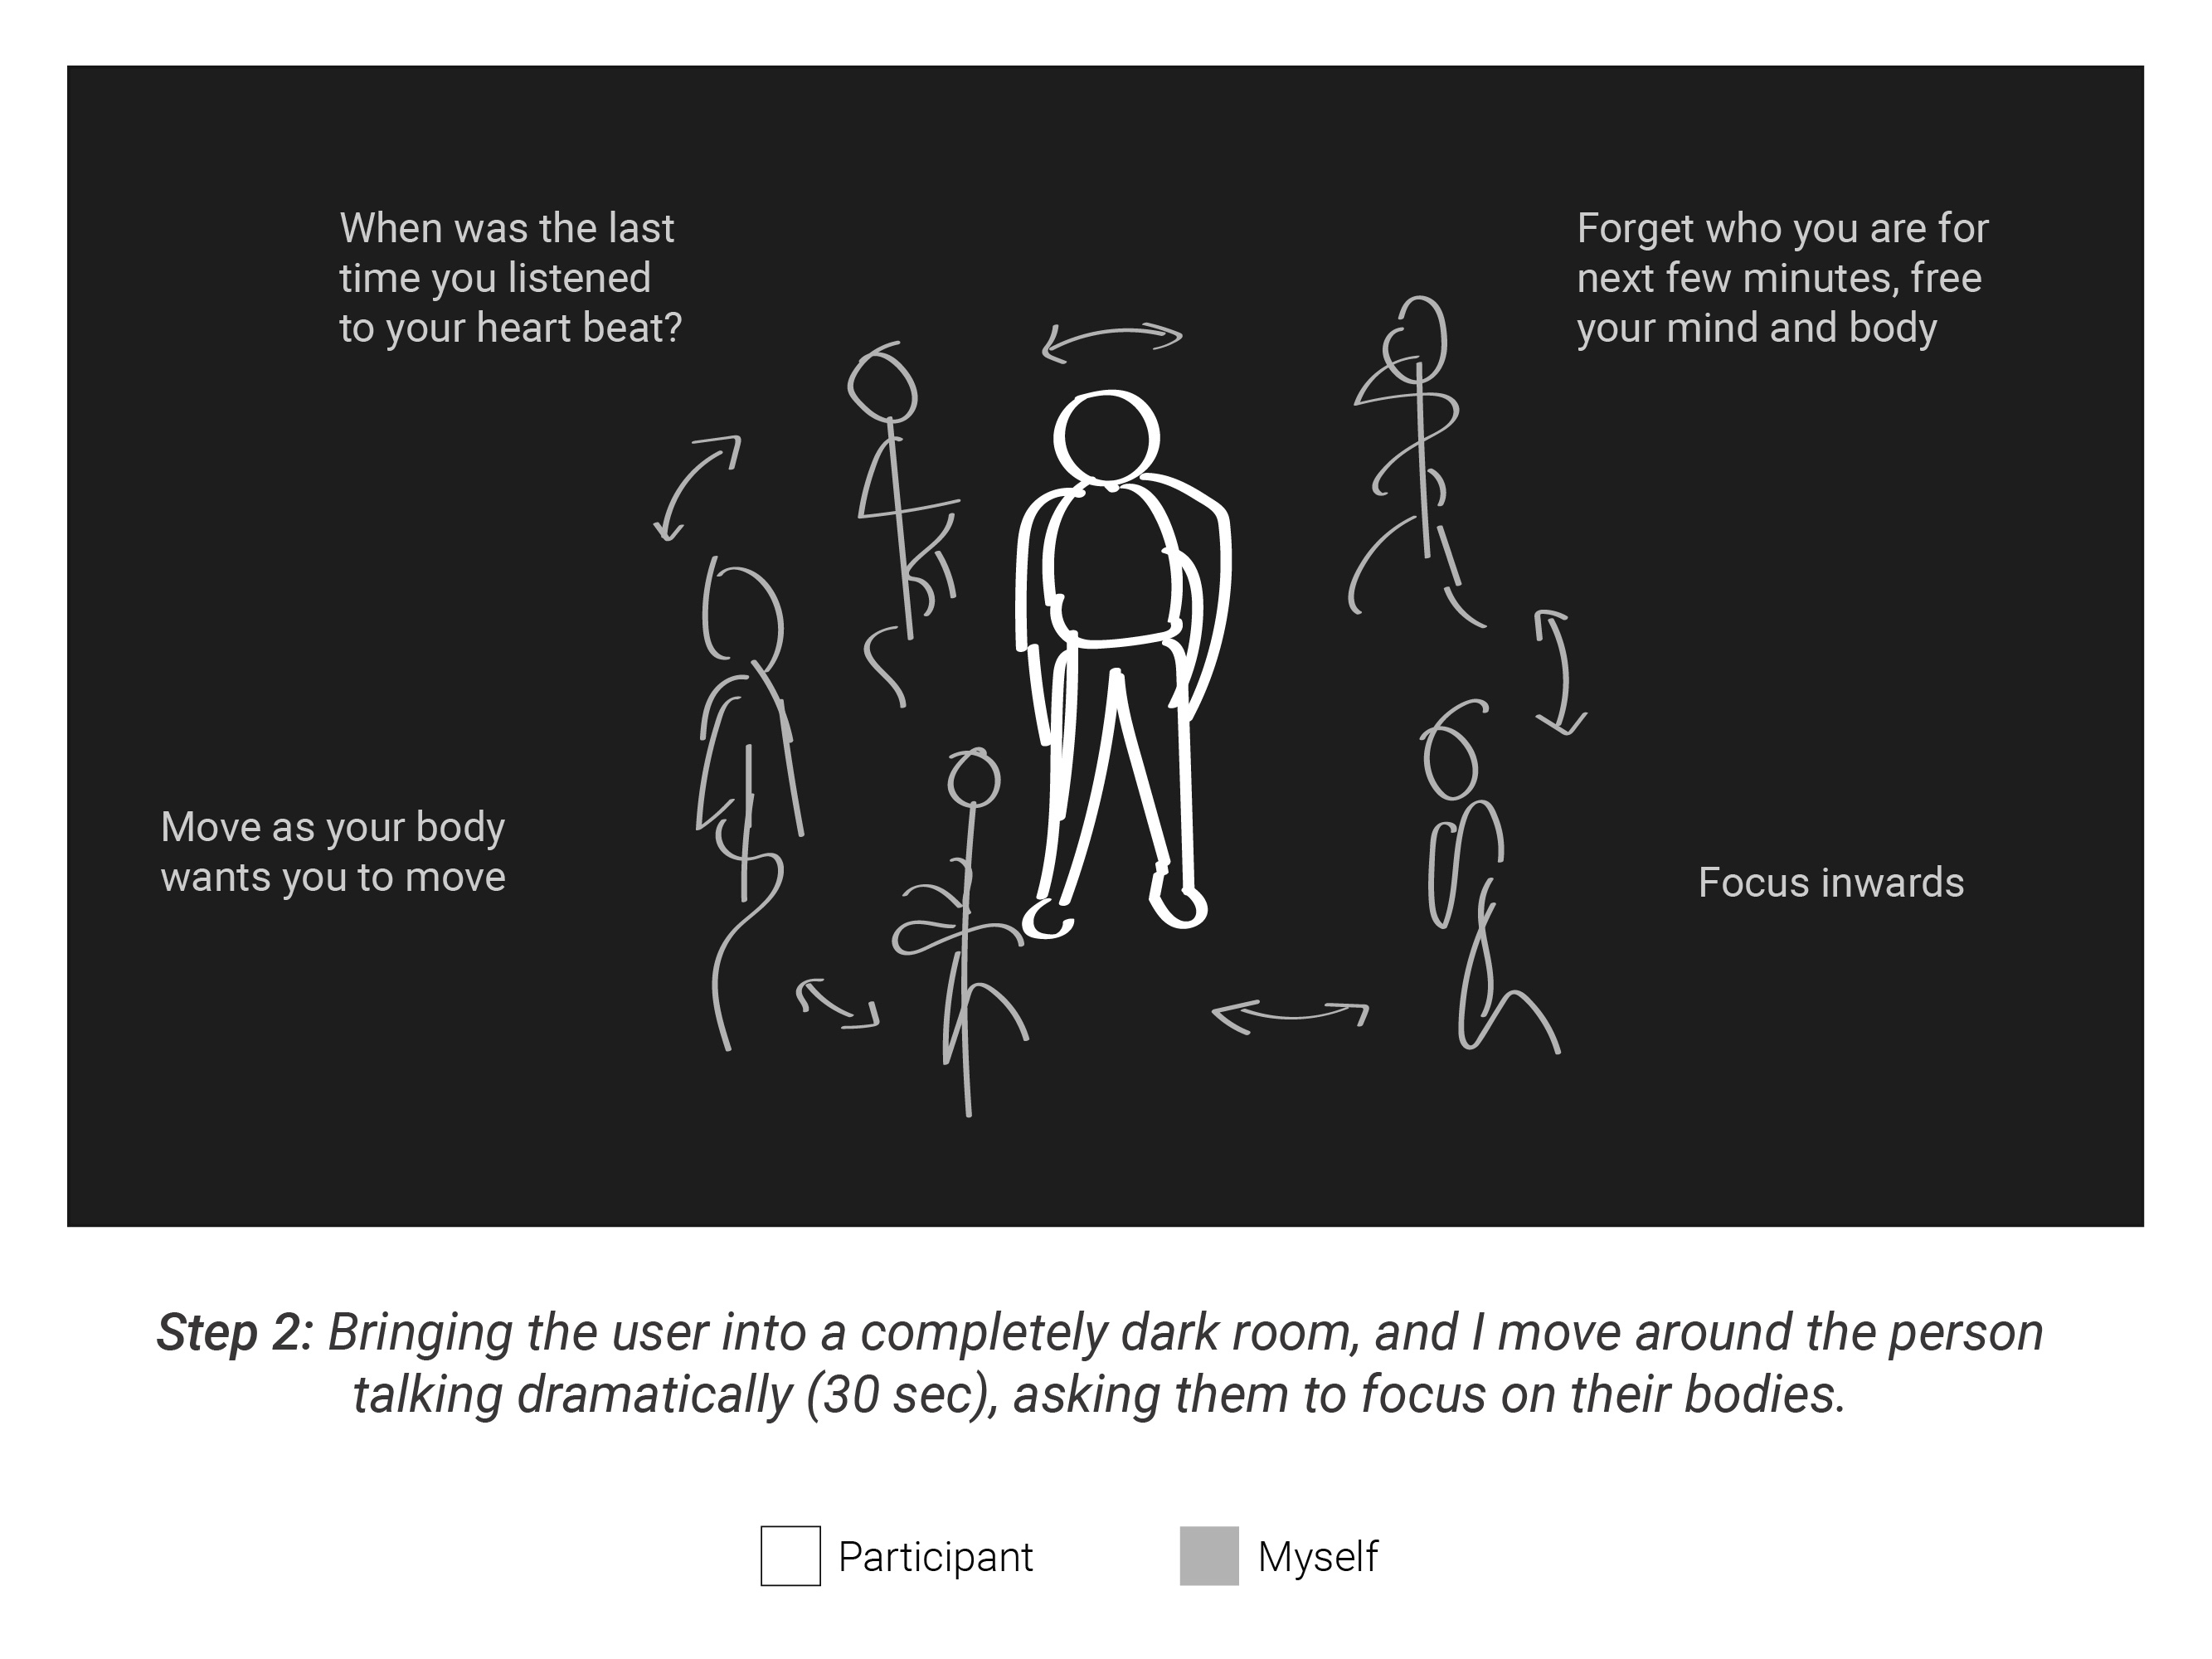 When was the last
time you listened
to your heart beat?
Forget who you are for
next few minutes, free
your mind and body
Move as your body
wants you to move
Focus inwards
Step 2: Bringing the user into a completely dark room, and I move around the person
talking dramatically (30 sec), asking them to focus on their bodies.
Participant
Myself